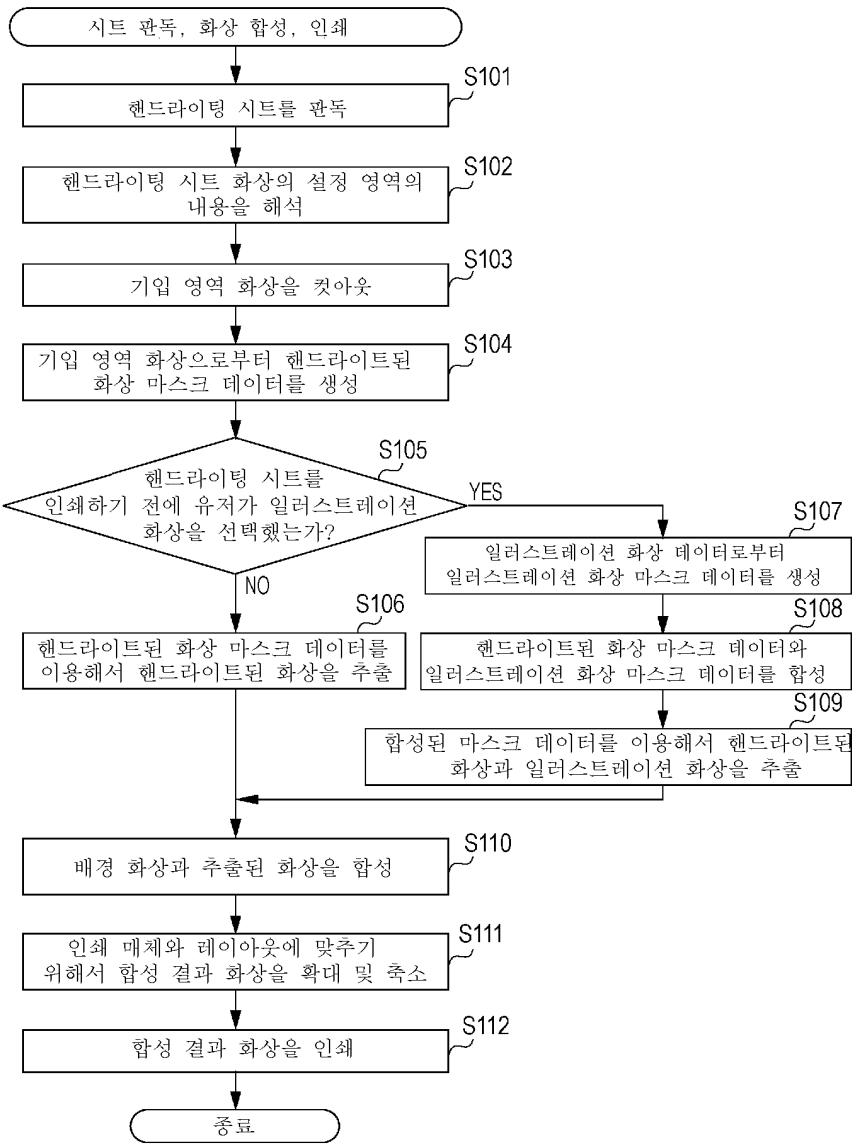 시트 판독, 화상 합성, 인쇄
S101
핸드라이팅 시트를 판독
S102
핸드라이팅 시트 화상의 설정 영역의
내용을 해석
S103
기입 영역 화상을 컷아웃
S104
기입 영역 화상으로부터 핸드라이트된
화상 마스크 데이터를 생성
S105
핸드라이팅 시트를
인쇄하기 전에 유저가 일러스트레이션
화상을 선택했는가?
YES
NO
S106
핸드라이트된 화상 마스크 데이터를
이용해서 핸드라이트된 화상을 추출
S107
일러스트레이션 화상 데이터로부터
일러스트레이션 화상 마스크 데이터를 생성
S108
핸드라이트된 화상 마스크 데이터와
일러스트레이션 화상 마스크 데이터를 합성
S109
합성된 마스크 데이터를 이용해서 핸드라이트된
화상과 일러스트레이션 화상을 추출
S110
배경 화상과 추출된 화상을 합성
S111
인쇄 매체와 레이아웃에 맞추기
위해서 합성 결과 화상을 확대 및 축소
S112
합성 결과 화상을 인쇄
종료